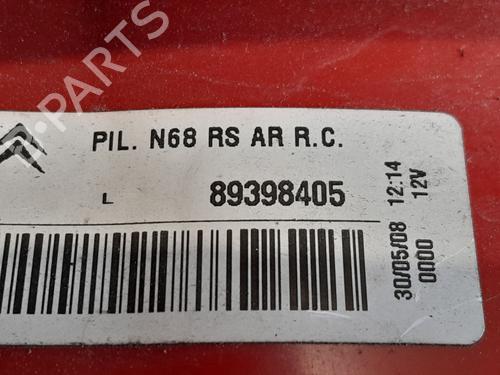 PIL. N68 RS AR R.C.
L 89398405
30/05/08 12:14
0000 12V
B-PARTS